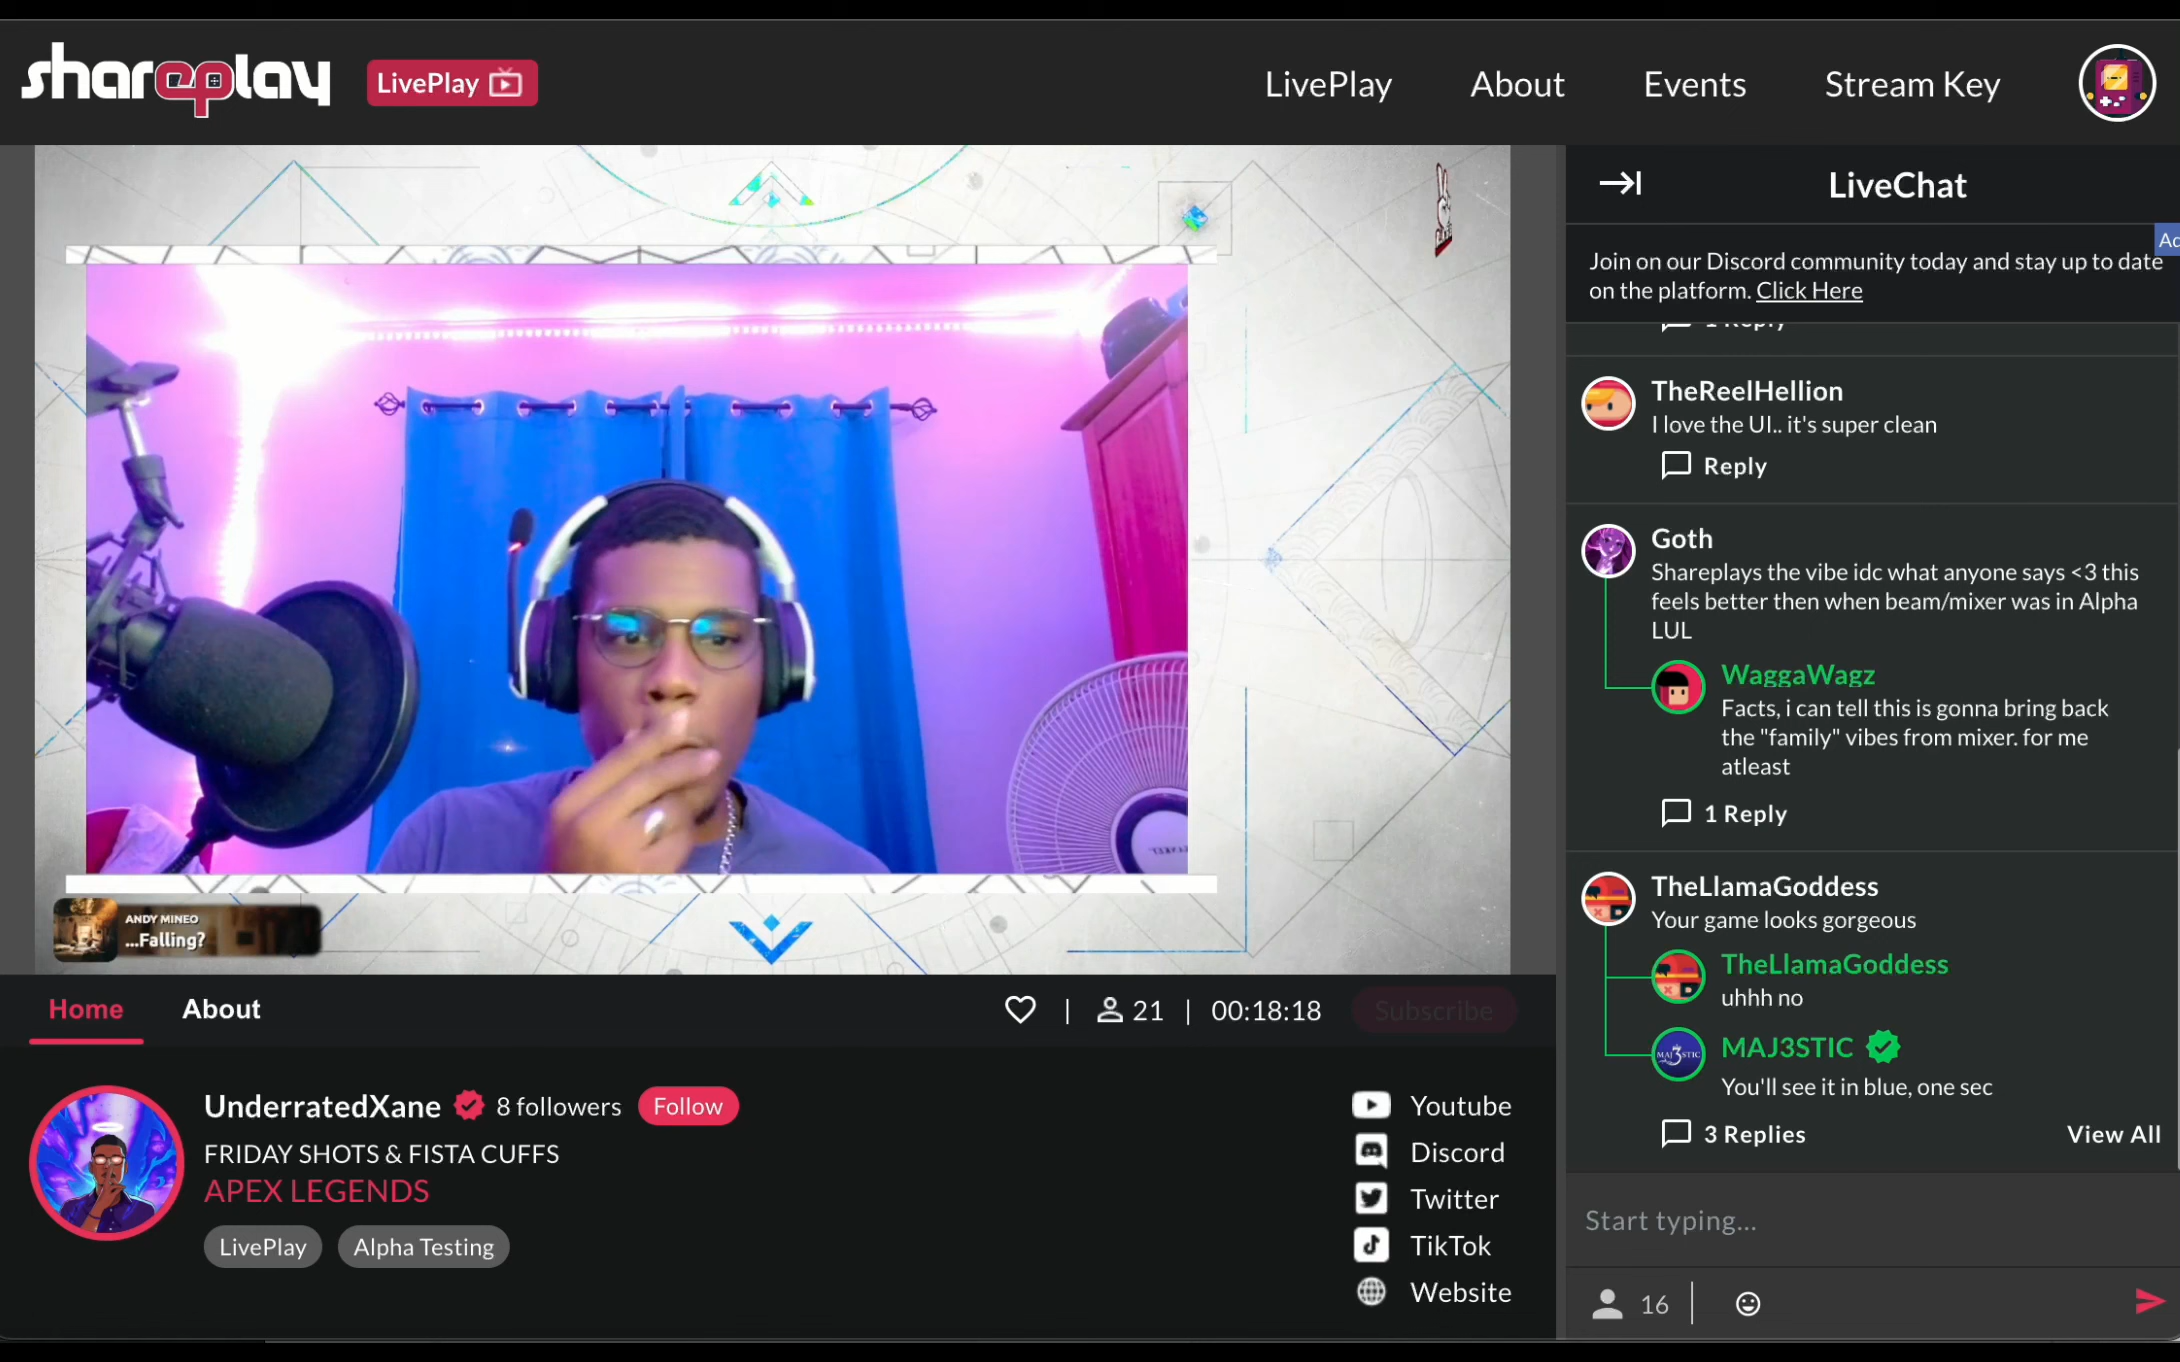 shareplay
LivePlay
LivePlay
About
Events
Stream Key
LiveChat
Join on our Discord community today and stay up to date
on the platform. Click Here
1 Reply
TheReelHellion
I love the UI.. it's super clean
Reply
Goth
Shareplays the vibe idc what anyone says <3 this
feels better then when beam/mixer was in Alpha
LUL
WaggaWagz
Facts, i can tell this is gonna bring back
the "family" vibes from mixer. for me
atleast
1 Reply
TheLlamaGoddess
Your game looks gorgeous
TheLlamaGoddess
uhhh no
MAJ3STIC
MAJ3STIC
You'll see it in blue, one sec
3 Replies
View All
Start typing...
16
ANDY MINEO
...Falling?
Home
About
21
00:18:18
Subscribe
UnderratedXane
8 followers
Follow
FRIDAY SHOTS & FISTA CUFFS
APEX LEGENDS
LivePlay
Alpha Testing
Youtube
Discord
Twitter
TikTok
Website